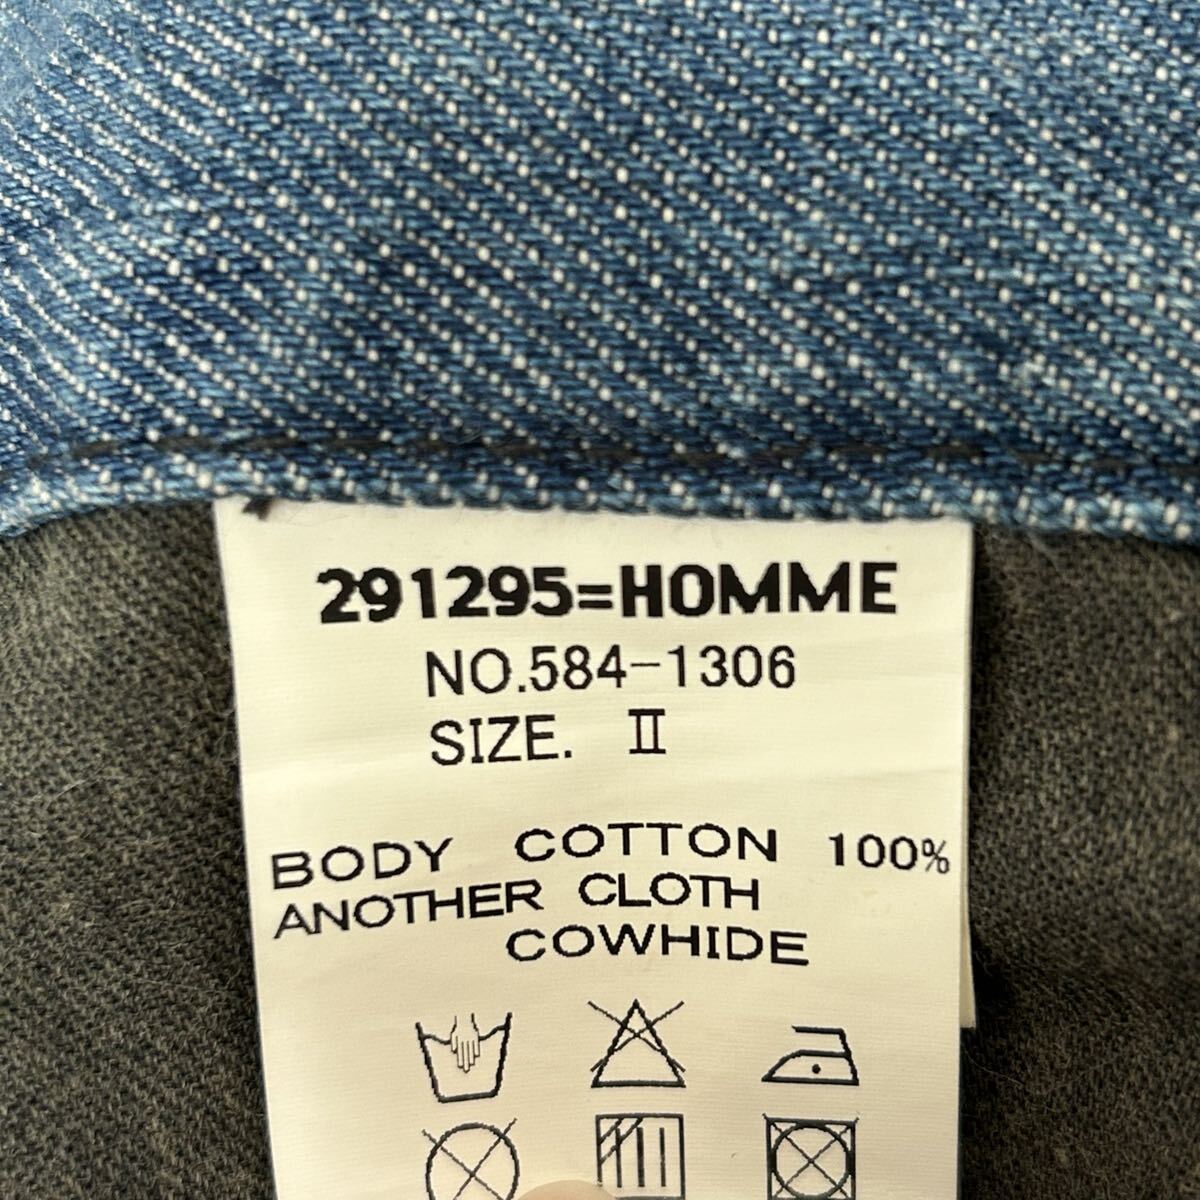 291295=HOMME
NO.584-1306
SIZE. Ⅱ
BODY COTTON 100%
ANOTHER CLOTH
COWHIDE